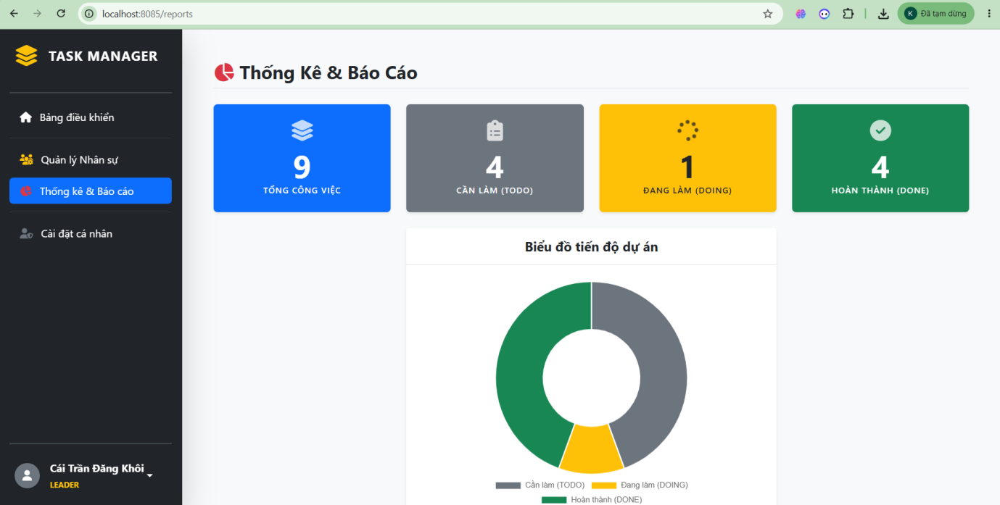 localhost:8085/reports
K Đã tạm dừng
TASK MANAGER
Bảng điều khiển
Quản lý Nhân sự
Thống kê & Báo cáo
Cài đặt cá nhân
Cái Trần Đăng Khôi
LEADER
Thống Kê & Báo Cáo
9
TỔNG CÔNG VIỆC
4
CẦN LÀM (TODO)
1
ĐANG LÀM (DOING)
4
HOÀN THÀNH (DONE)
Biểu đồ tiến độ dự án
Cần làm (TODO) Đang làm (DOING)
Hoàn thành (DONE)